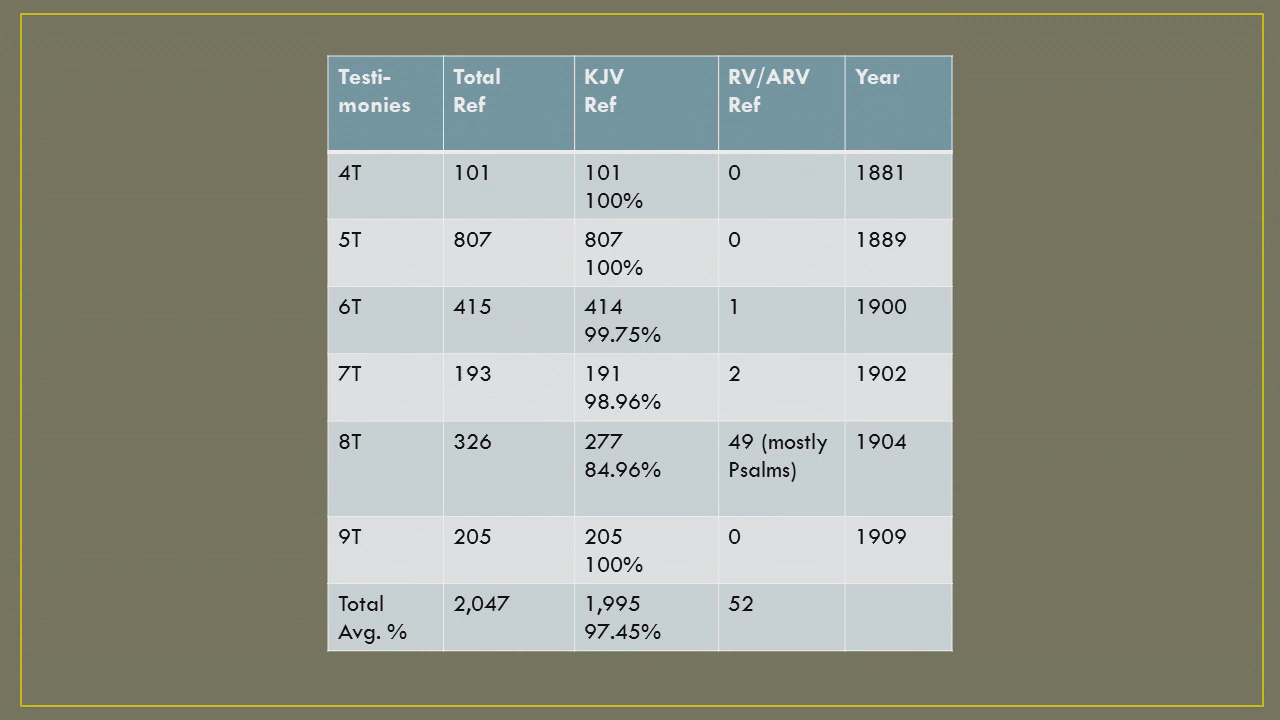 Testi-
monies
Total
Ref
KJV
Ref
RV/ARV
Ref
Year
4T
101
101
100%
0
1881
5T
807
807
100%
0
1889
6T
415
414
99.75%
1
1900
7T
193
191
98.96%
2
1902
8T
326
277
84.96%
49 (mostly
Psalms)
1904
9T
205
205
100%
0
1909
Total
Avg. %
2,047
1,995
97.45%
52